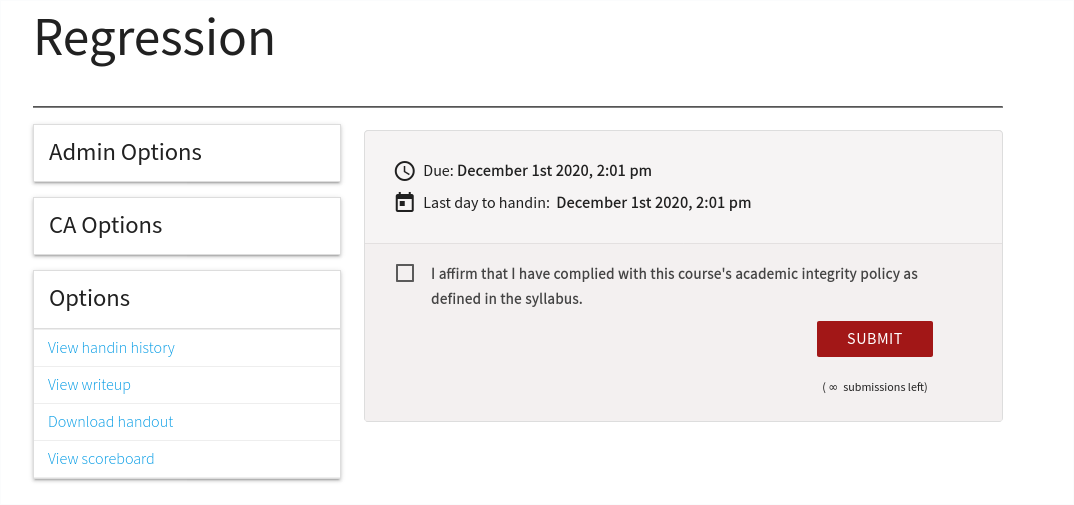 Regression
Admin Options
CA Options
Options
View handin history
View writeup
Download handout
View scoreboard
Due: December 1st 2020, 2:01 pm
Last day to handin: December 1st 2020, 2:01 pm
I affirm that I have complied with this course's academic integrity policy as
defined in the syllabus.
SUBMIT
( ∞ submissions left)